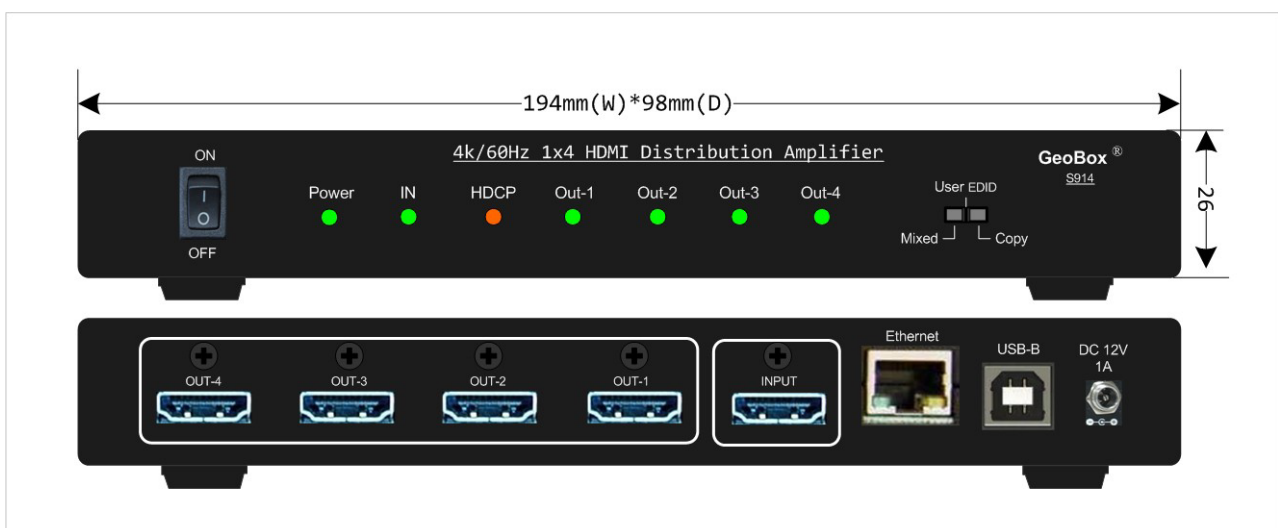 194mm(W)*98mm(D)
4k/60Hz 1x4 HDMI Distribution Amplifier
GeoBox ®
S914
ON
OFF
Power IN HDCP Out-1 Out-2 Out-3 Out-4
User EDID
Mixed Copy
26
OUT-4 OUT-3 OUT-2 OUT-1 INPUT
Ethernet
USB-B
DC 12V
1A